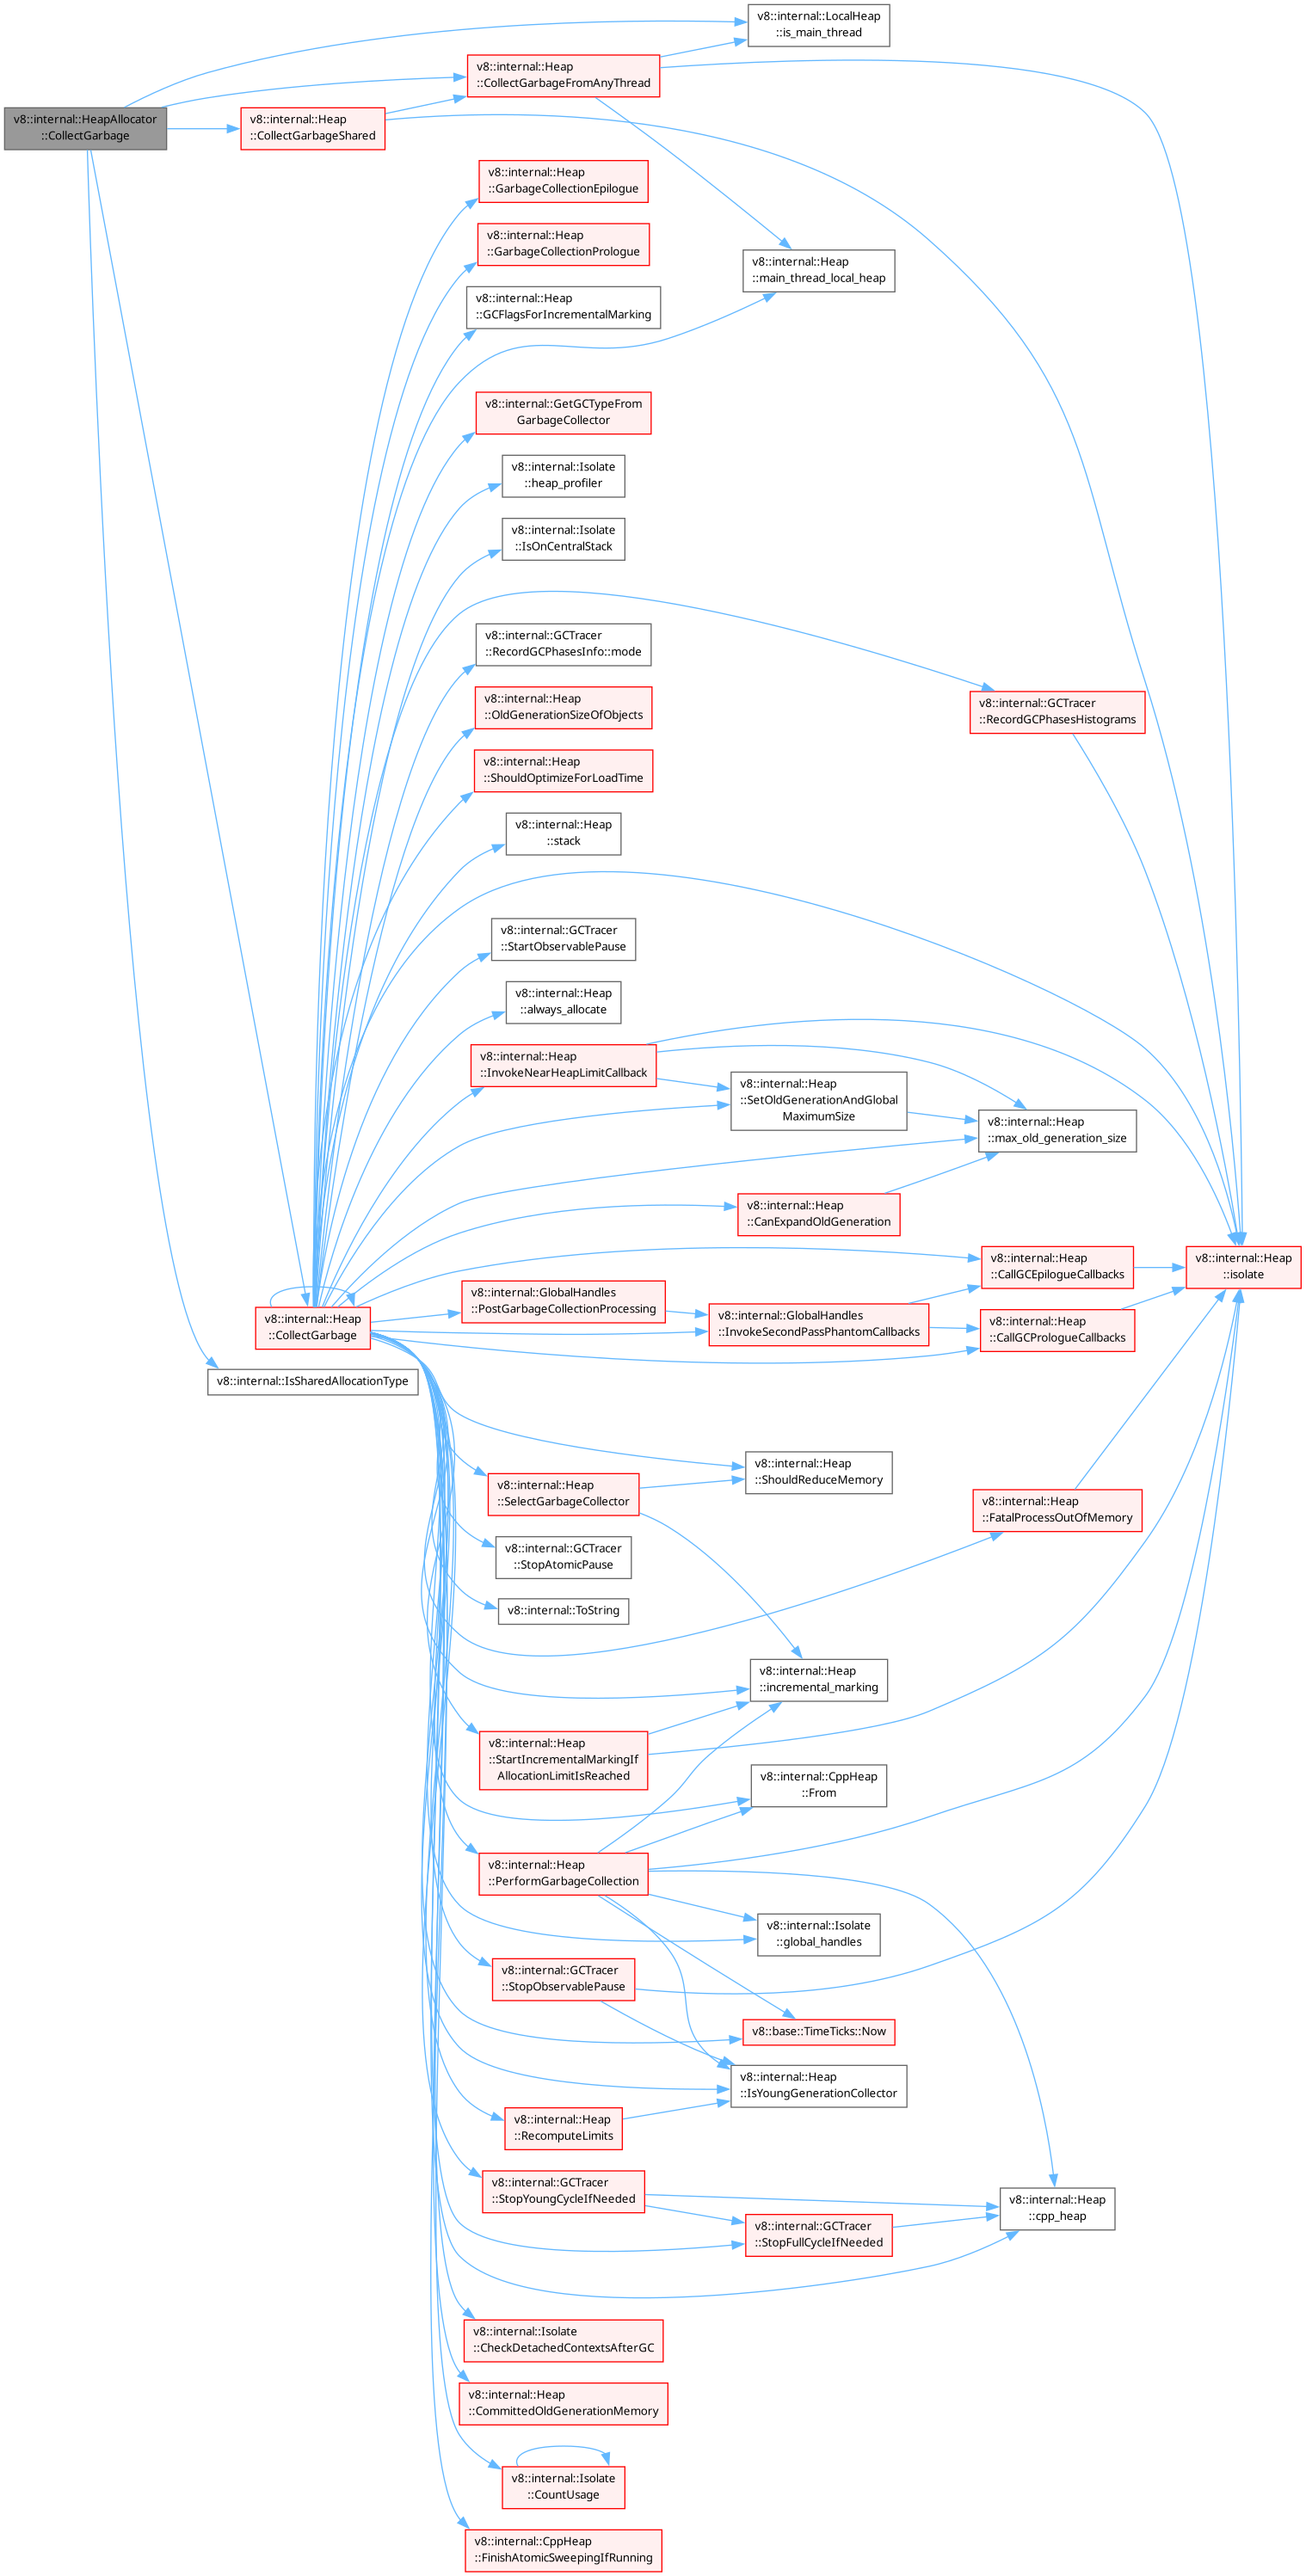 v8::internal::LocalHeap
::is_main_thread
v8::internal::Heap
::CollectGarbageFromAnyThread
v8::internal::HeapAllocator
::CollectGarbage
v8::internal::Heap
::CollectGarbageShared
v8::internal::Heap
::GarbageCollectionEpilogue
v8::internal::Heap
::GarbageCollectionPrologue
v8::internal::Heap
::main_thread_local_heap
v8::internal::Heap
::GCFlagsForIncrementalMarking
v8::internal::GetGCTypeFrom
GarbageCollector
v8::internal::Isolate
::heap_profiler
v8::internal::Isolate
::IsOnCentralStack
v8::internal::GCTracer
::RecordGCPhasesInfo::mode
v8::internal::Heap
::OldGenerationSizeOfObjects
v8::internal::GCTracer
::RecordGCPhasesHistograms
v8::internal::Heap
::ShouldOptimizeForLoadTime
v8::internal::Heap
::stack
v8::internal::GCTracer
::StartObservablePause
v8::internal::Heap
::always_allocate
v8::internal::Heap
::InvokeNearHeapLimitCallback
v8::internal::Heap
::SetOldGenerationAndGlobal
MaximumSize
v8::internal::Heap
::max_old_generation_size
v8::internal::Heap
::CanExpandOldGeneration
v8::internal::Heap
::CallGCEpilogueCallbacks
v8::internal::Heap
::isolate
v8::internal::GlobalHandles
::PostGarbageCollectionProcessing
v8::internal::Heap
::CollectGarbage
v8::internal::GlobalHandles
::InvokeSecondPassPhantomCallbacks
v8::internal::Heap
::CallGCPrologueCallbacks
v8::internal::IsSharedAllocationType
v8::internal::Heap
::ShouldReduceMemory
v8::internal::Heap
::SelectGarbageCollector
v8::internal::Heap
::FatalProcessOutOfMemory
v8::internal::GCTracer
::StopAtomicPause
v8::internal::ToString
v8::internal::Heap
::incremental_marking
v8::internal::Heap
::StartIncrementalMarkingIf
AllocationLimitIsReached
v8::internal::CppHeap
::From
v8::internal::Heap
::PerformGarbageCollection
v8::internal::Isolate
::global_handles
v8::internal::GCTracer
::StopObservablePause
v8::base::TimeTicks::Now
v8::internal::Heap
::IsYoungGenerationCollector
v8::internal::Heap
::RecomputeLimits
v8::internal::GCTracer
::StopYoungCycleIfNeeded
v8::internal::Heap
::cpp_heap
v8::internal::GCTracer
::StopFullCycleIfNeeded
v8::internal::Isolate
::CheckDetachedContextsAfterGC
v8::internal::Heap
::CommittedOldGenerationMemory
v8::internal::Isolate
::CountUsage
v8::internal::CppHeap
::FinishAtomicSweepingIfRunning